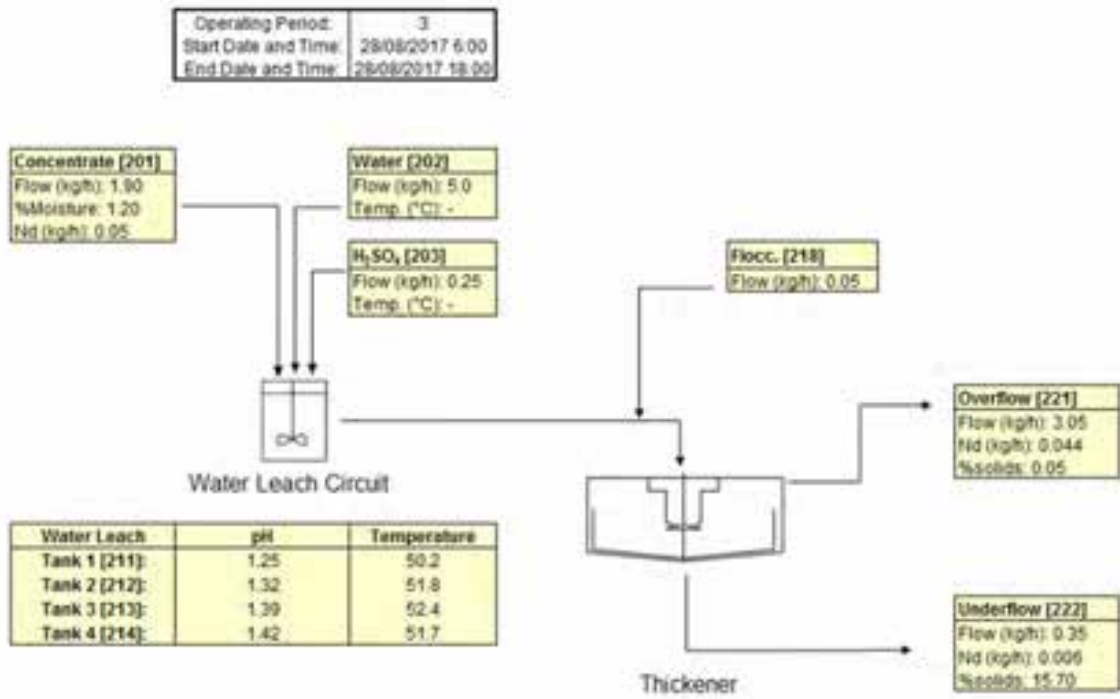 Operating Period: 3
Start Date and Time: 28/08/2017 6:00
End Date and Time: 28/08/2017 18:00
Concentrate [201]
Flow (kg/h): 1.90
%Moisture: 1.20
Nd (kg/h): 0.05
Water [202]
Flow (kg/h): 5.0
Temp. (°C): -
H₂SO₄ [203]
Flow (kg/h): 0.25
Temp. (°C): -
Flocc. [218]
Flow (kg/h): 0.05
Overflow [221]
Flow (kg/h): 3.05
Nd (kg/h): 0.044
%solids: 0.05
Water Leach Circuit
Water Leach pH Temperature
Tank 1 [211]: 1.25 50.2
Tank 2 [212]: 1.32 51.8
Tank 3 [213]: 1.39 52.4
Tank 4 [214]: 1.42 51.7
Underflow [222]
Flow (kg/h): 0.35
Nd (kg/h): 0.006
%solids: 15.70
Thickener